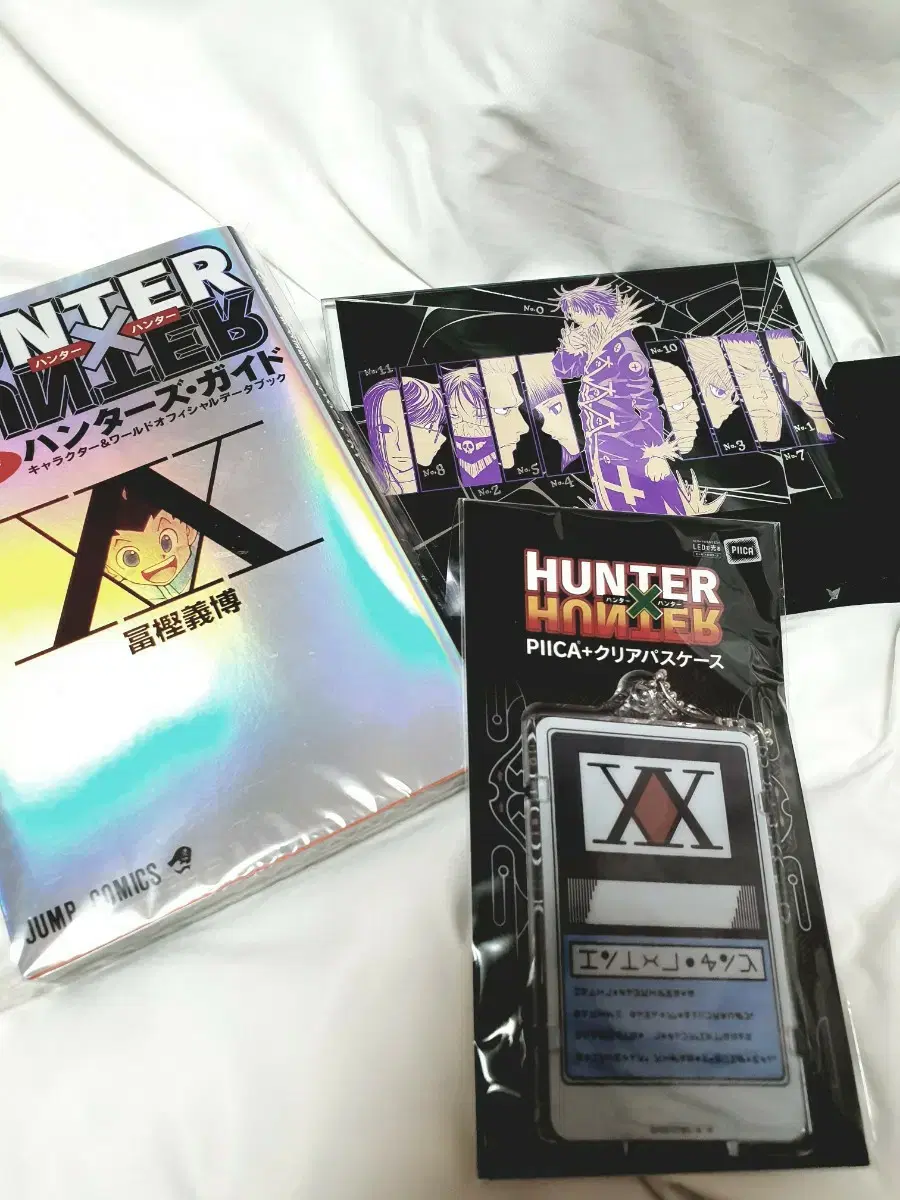 HUNTER
ハンター×ハンター
HUNTER
ハンターズ・ガイド
キャラクター&ワールドオフィシャルデータブック
冨樫義博
JUMP COMICS
No.0
No.11
No.8
No.2
No.5
No.4
No.10
No.3
No.7
No.1
PIICA
HUNTER
ハンター×ハンター
HUNTER
PIICA+クリアパスケース